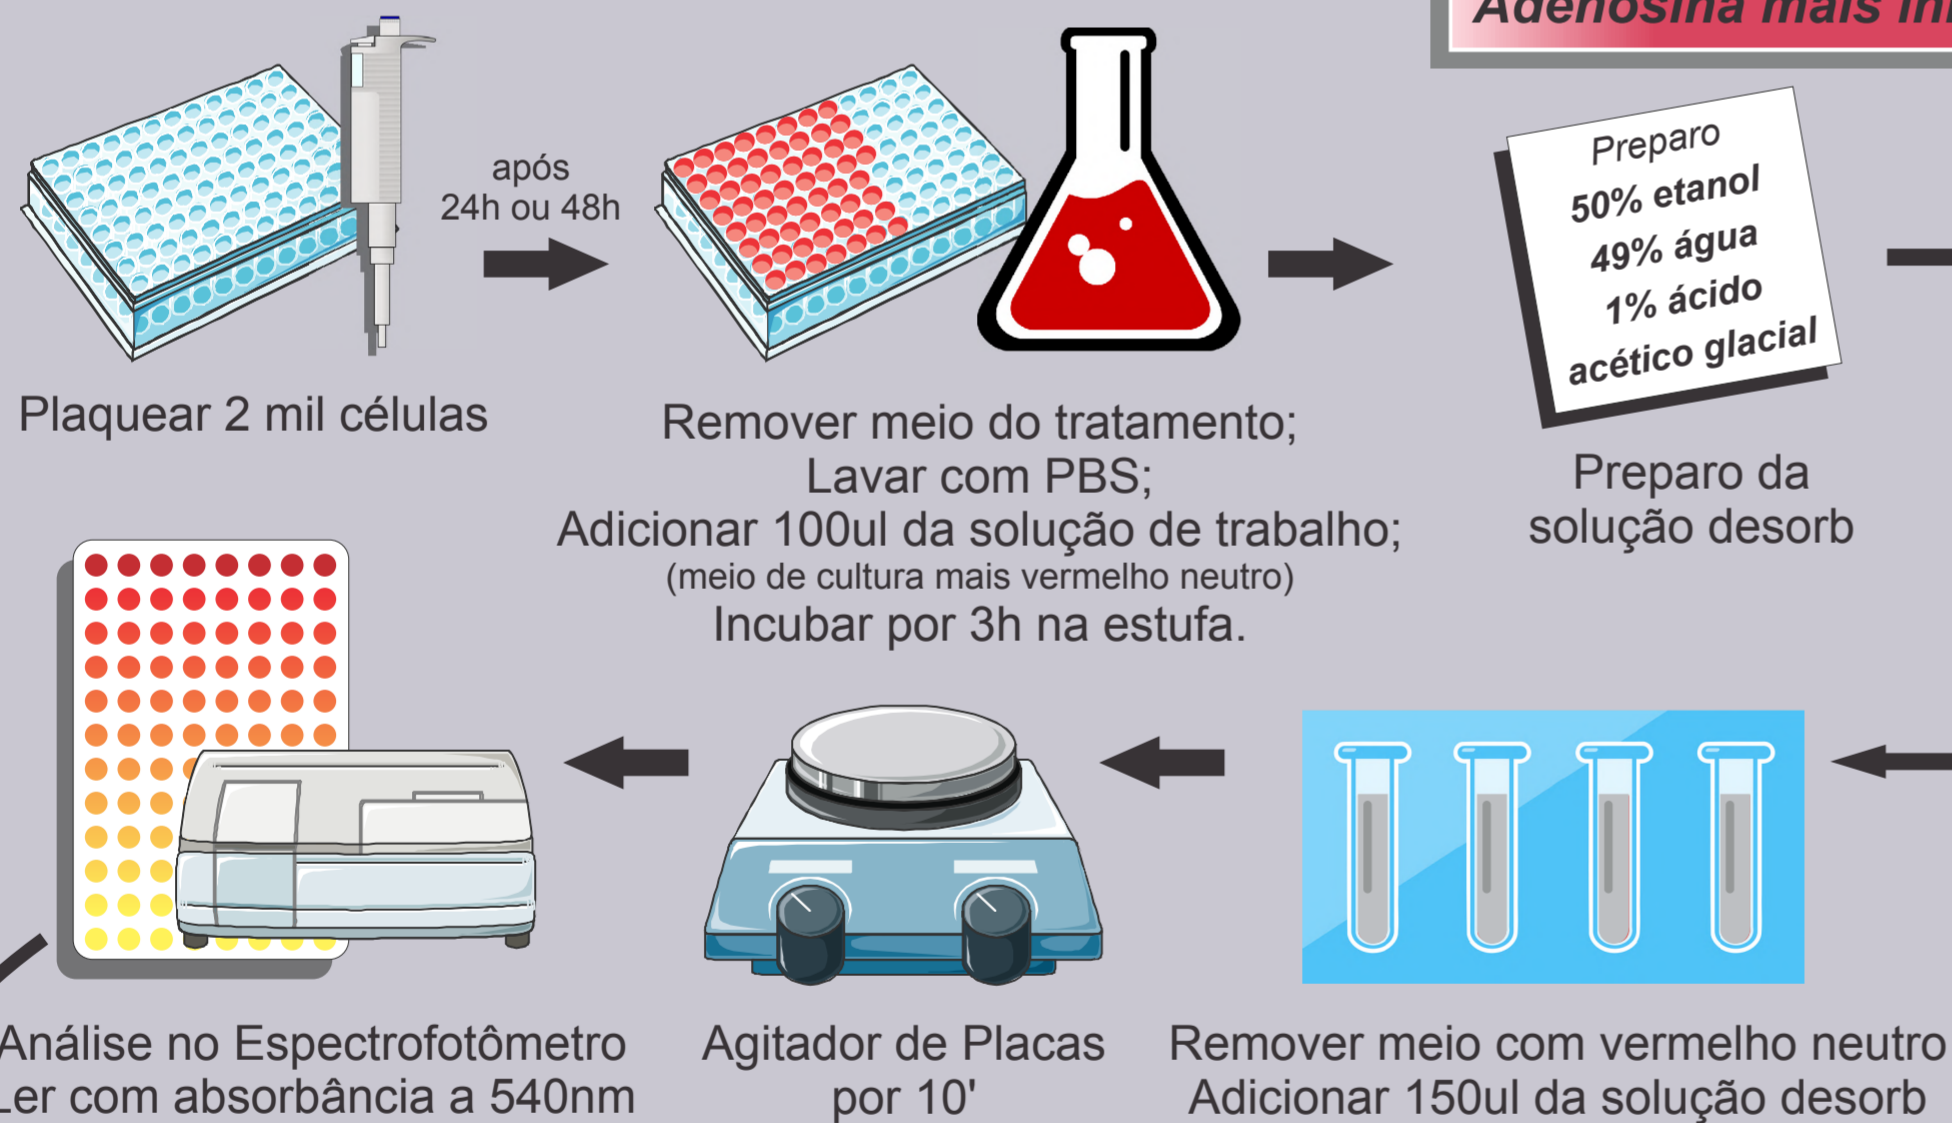 Adenosina mais
após
24h ou 48h
Preparo
50% etanol
49% água
1% ácido
acético glacial
Plaquear 2 mil células
Remover meio do tratamento;
Lavar com PBS;
Adicionar 100ul da solução de trabalho;
(meio de cultura mais vermelho neutro)
Incubar por 3h na estufa.
Preparo da
solução desorb
Análise no Espectrofotômetro
Ler com absorbância a 540nm
Agitador de Placas
por 10'
Remover meio com vermelho neutro
Adicionar 150ul da solução desorb